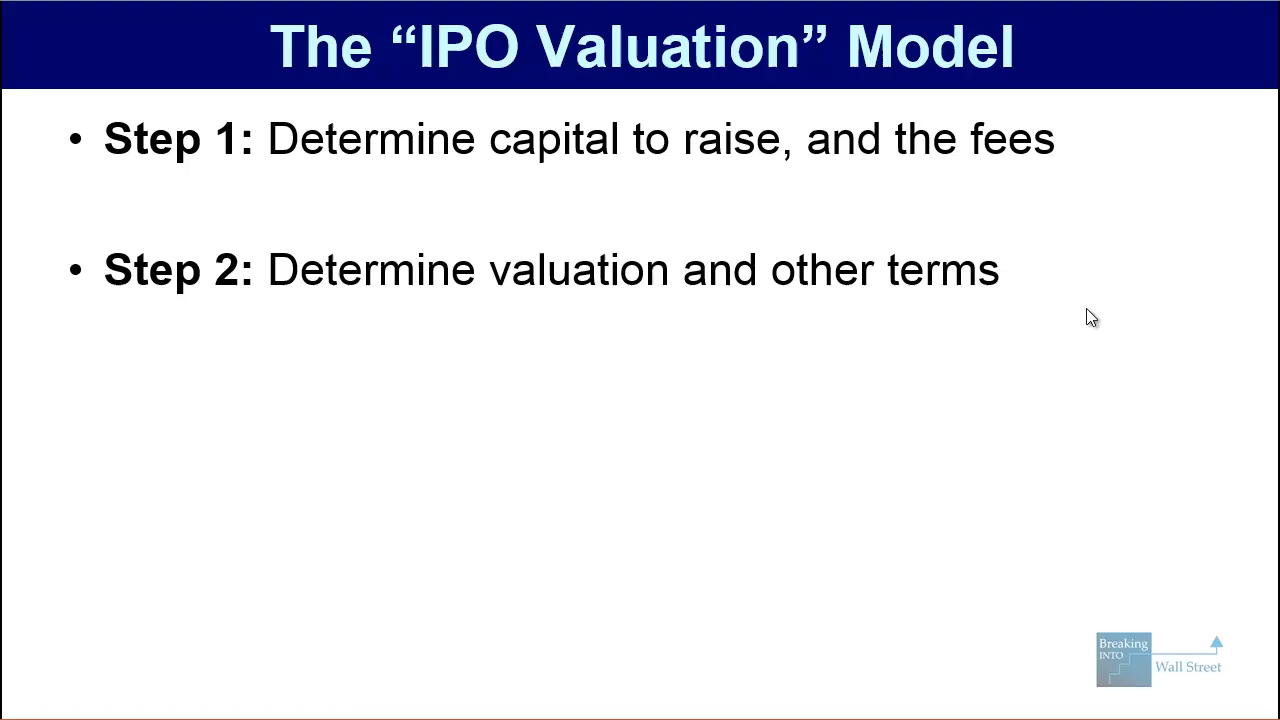 The “IPO Valuation” Model
• Step 1: Determine capital to raise, and the fees
• Step 2: Determine valuation and other terms
Breaking
INTO
Wall Street